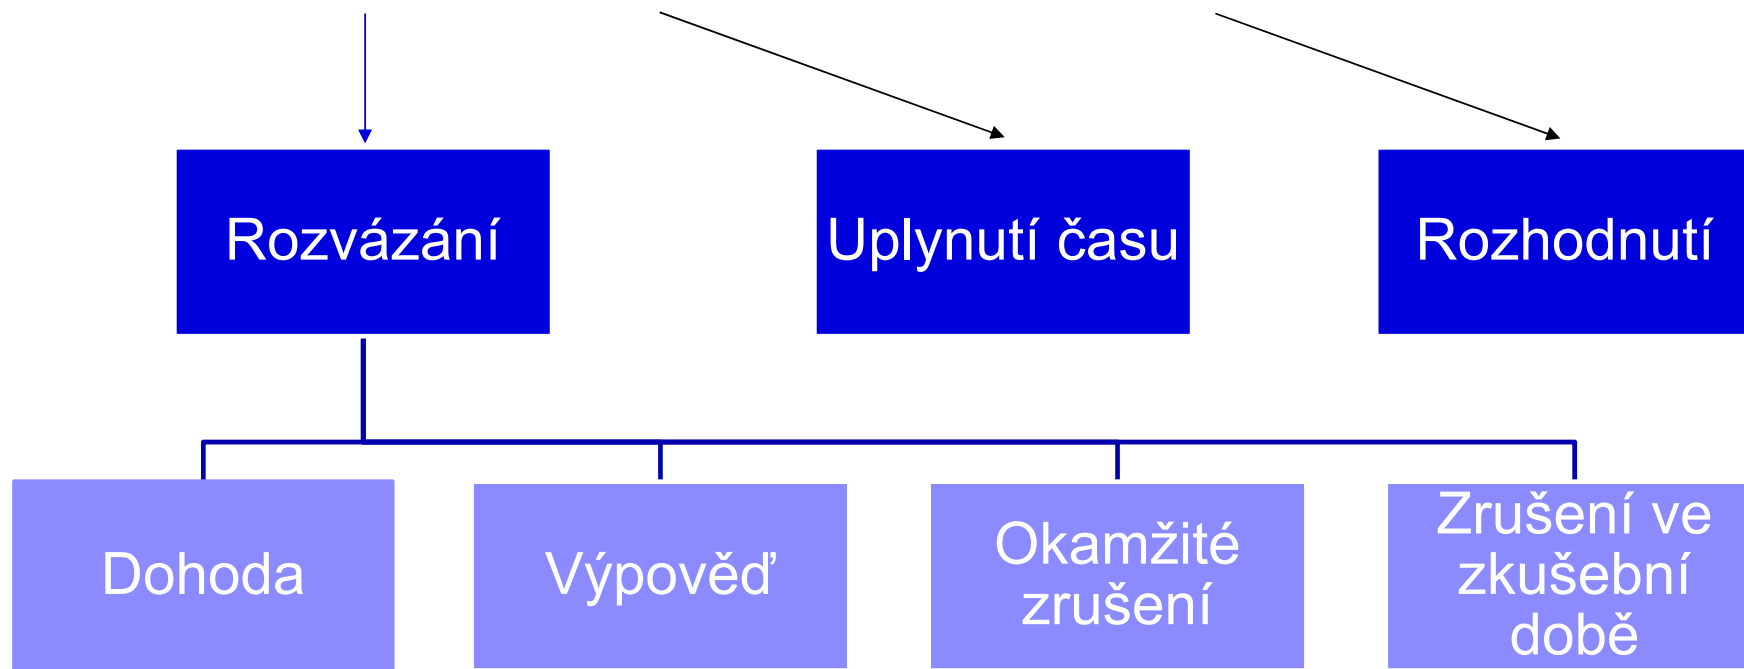 Rozvázání
Uplynutí času
Rozhodnutí
Dohoda
Výpověď
Okamžité
zrušení
Zrušení ve
zkušební
době